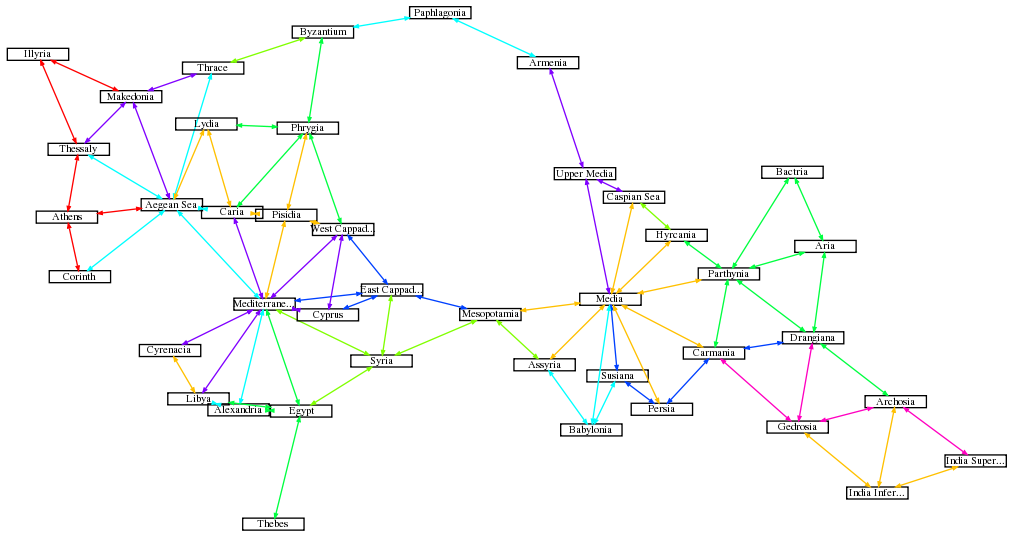 Paphlagonia
Byzantium
Illyria
Armenia
Thrace
Makedonia
Lydia
Phrygia
Thessaly
Upper Media
Bactria
Caspian Sea
Aegean Sea
Caria
Pisidia
Athens
West Cappad...
Hyrcania
Aria
Corinth
Parthynia
East Cappad...
Mediterrane...
Media
Cyprus
Mesopotamia
Drangiana
Cyrenacia
Carmania
Syria
Assyria
Susiana
Libya
Alexandria
Egypt
Persia
Archosia
Babylonia
Gedrosia
India Super...
India Infer...
Thebes